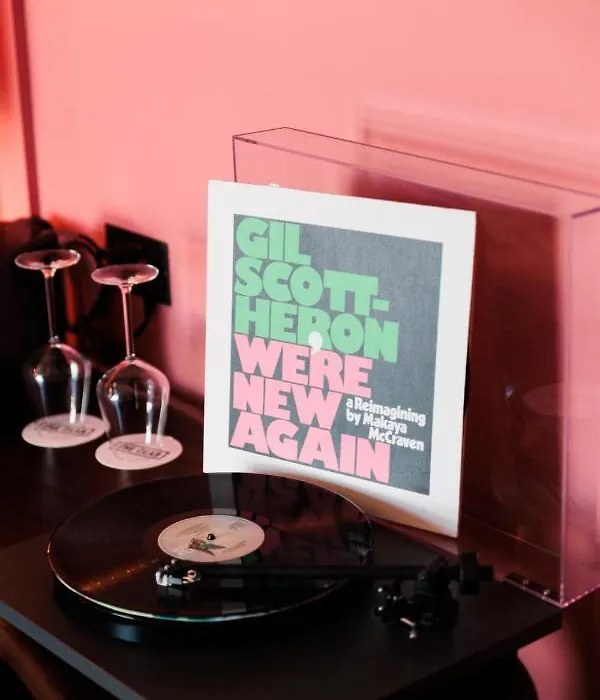 GIL
SCOTT-
HERON
WE'RE
NEW
AGAIN
a Reimagining
by Makaya
McCraven